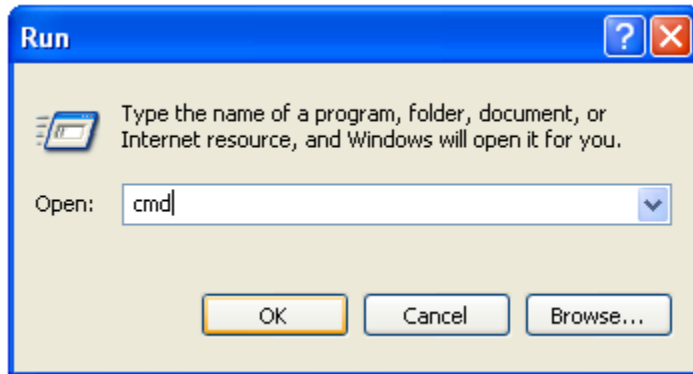 Run
Type the name of a program, folder, document, or
Internet resource, and Windows will open it for you.
Open: cmd
OK Cancel Browse...